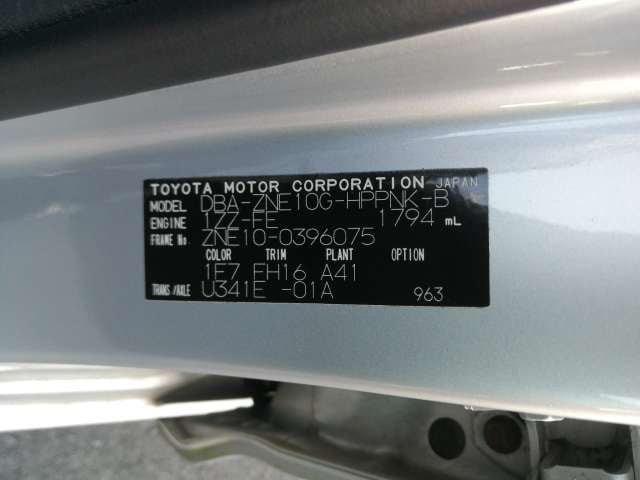 TOYOTA MOTOR CORPORATION JAPAN
MODEL DBA-ZNE10G-HPPNK-B
ENGINE 1ZZ-FE 1794 mL
FRAME No. ZNE10-0396075
COLOR TRIM PLANT OPTION
1E7 EH16 A41
TRANS/AXLE U341E -01A 963